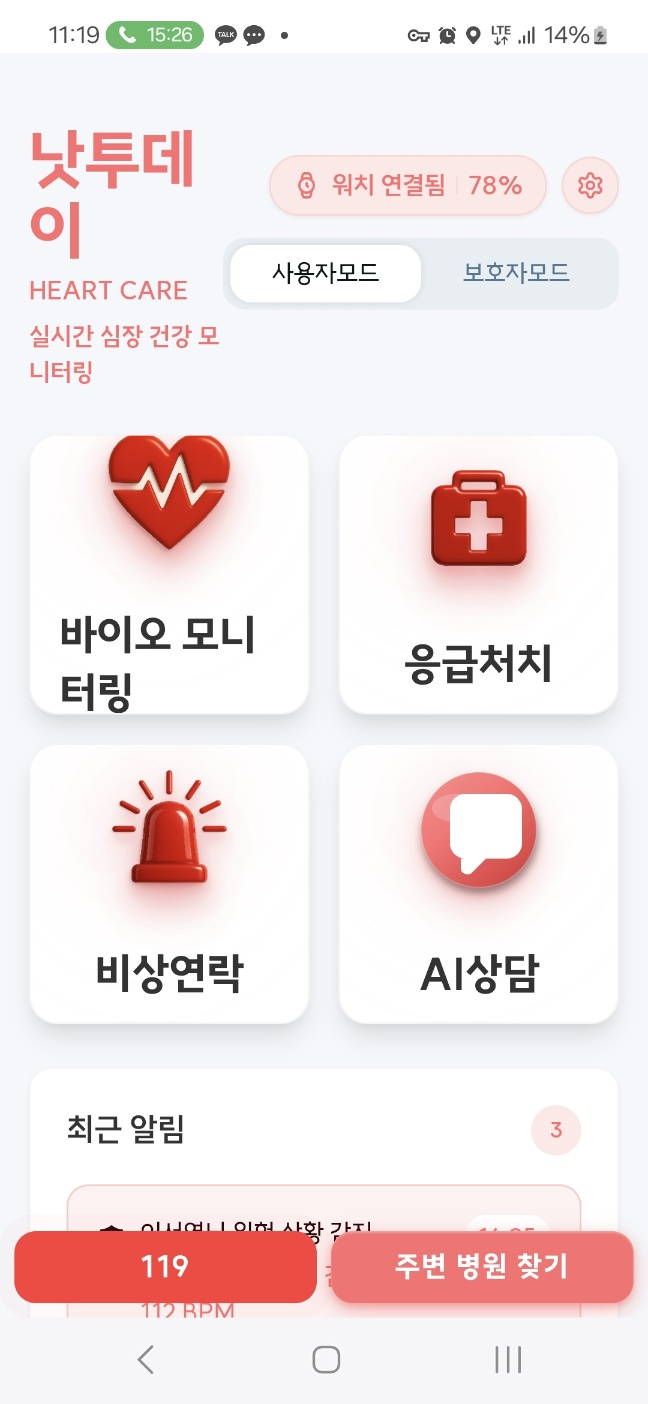 11:19 15:26 TALK LTE 14%
낫투데
이
워치 연결됨 78%
사용자모드 보호자모드
HEART CARE
실시간 심장 건강 모
니터링
바이오 모니
터링
응급처치
비상연락
AI상담
최근 알림 3
위험 상황 감지
119
주변 병원 찾기
112 BPM